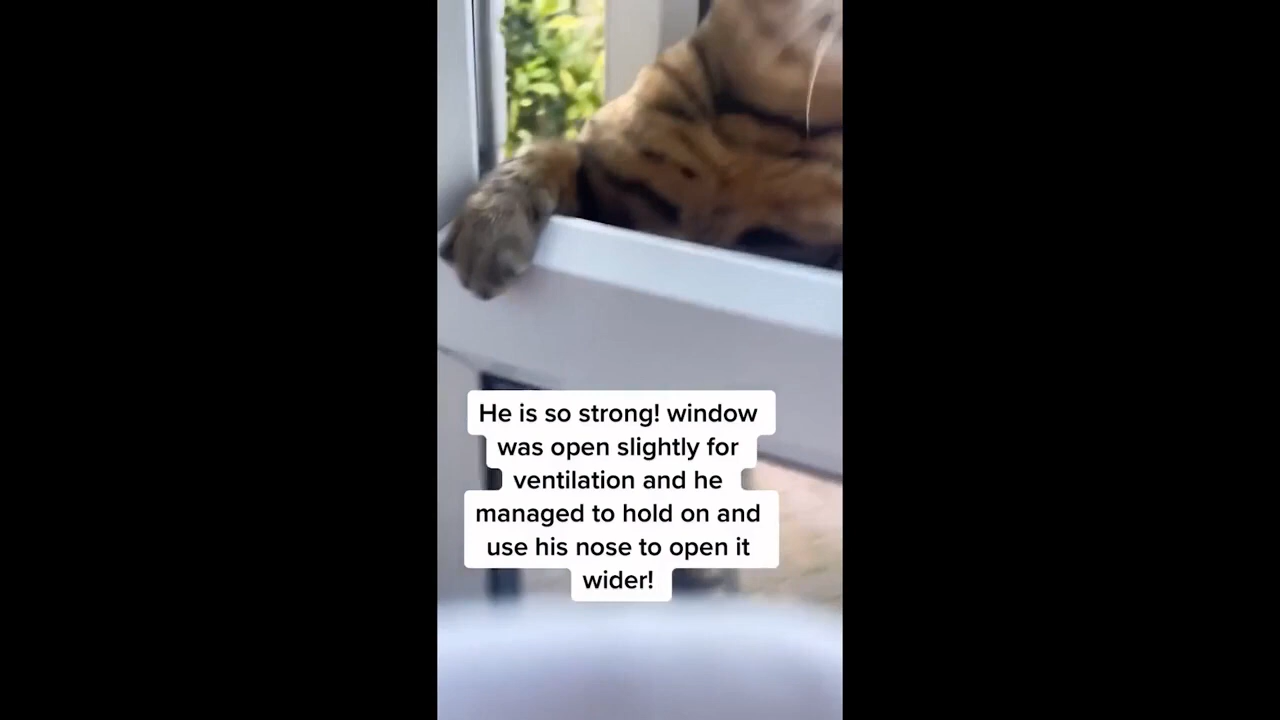 He is so strong! window
was open slightly for
ventilation and he
managed to hold on and
use his nose to open it
wider!